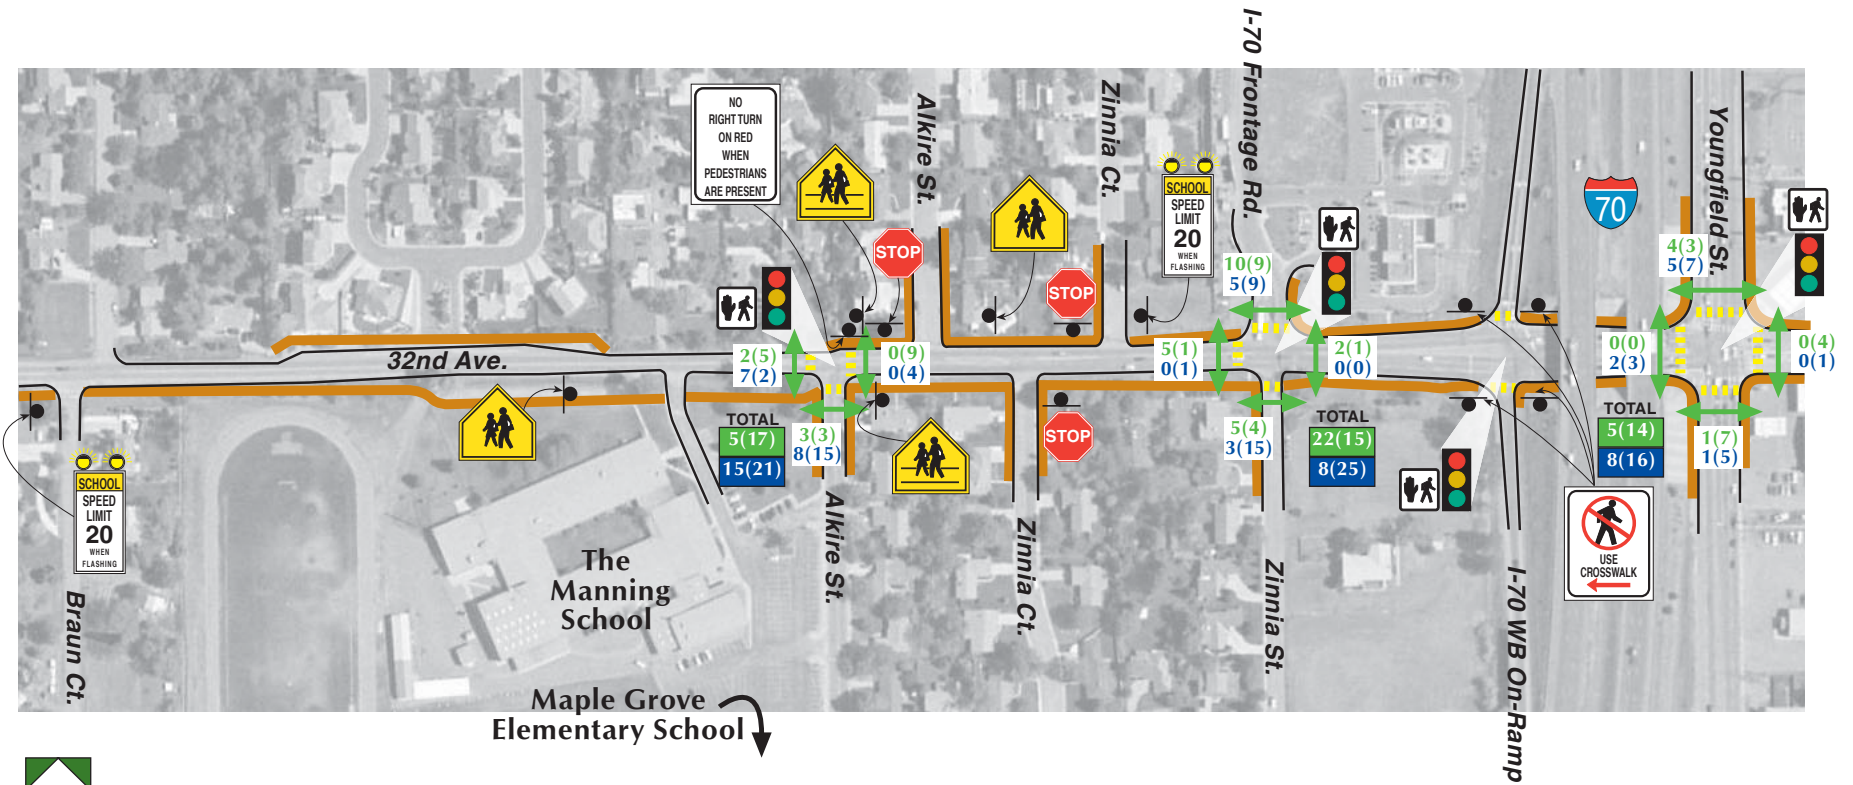 I-70 Frontage Rd.
NO
RIGHT TURN
ON RED
WHEN
PEDESTRIANS
ARE PRESENT
Alkire St.
Zinnia Ct.
SCHOOL
SPEED
LIMIT
20
WHEN
FLASHING
STOP
STOP
70
Youngfield St.
4(3)
5(7)
10(9)
5(9)
32nd Ave.
2(5)
7(2)
0(9)
0(4)
5(1)
0(1)
2(1)
0(0)
0(0)
2(3)
0(4)
0(1)
TOTAL
5(17)
15(21)
3(3)
8(15)
STOP
5(4)
3(15)
TOTAL
22(15)
8(25)
TOTAL
5(14)
8(16)
1(7)
1(5)
SCHOOL
SPEED
LIMIT
20
WHEN
FLASHING
USE
CROSSWALK
Braun Ct.
The
Manning
School
Alkire St.
Zinnia Ct.
Zinnia St.
I-70 WB On-Ramp
Maple Grove
Elementary School